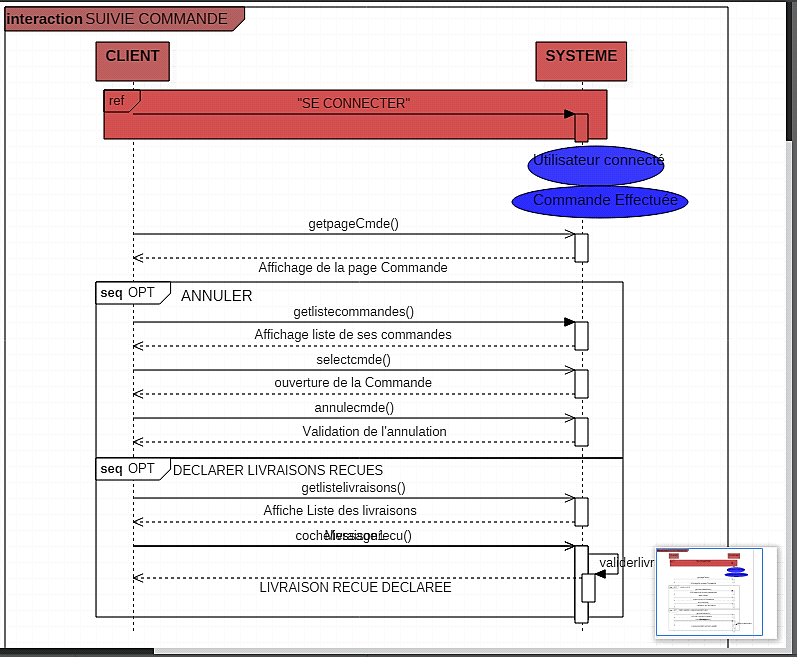 interaction SUIVIE COMMANDE
CLIENT
SYSTEME
ref
"SE CONNECTER"
Utilisateur connecté
Commande Effectuée
getpageCmde()
Affichage de la page Commande
seq OPT
ANNULER
getlistecommandes()
Affichage liste de ses commandes
selectcmde()
ouverture de la Commande
annulecmde()
Validation de l'annulation
seq OPT
DECLARER LIVRAISONS RECUES
getlistelivraisons()
Affiche Liste des livraisons
validerlivr
LIVRAISON RECUE DECLAREE